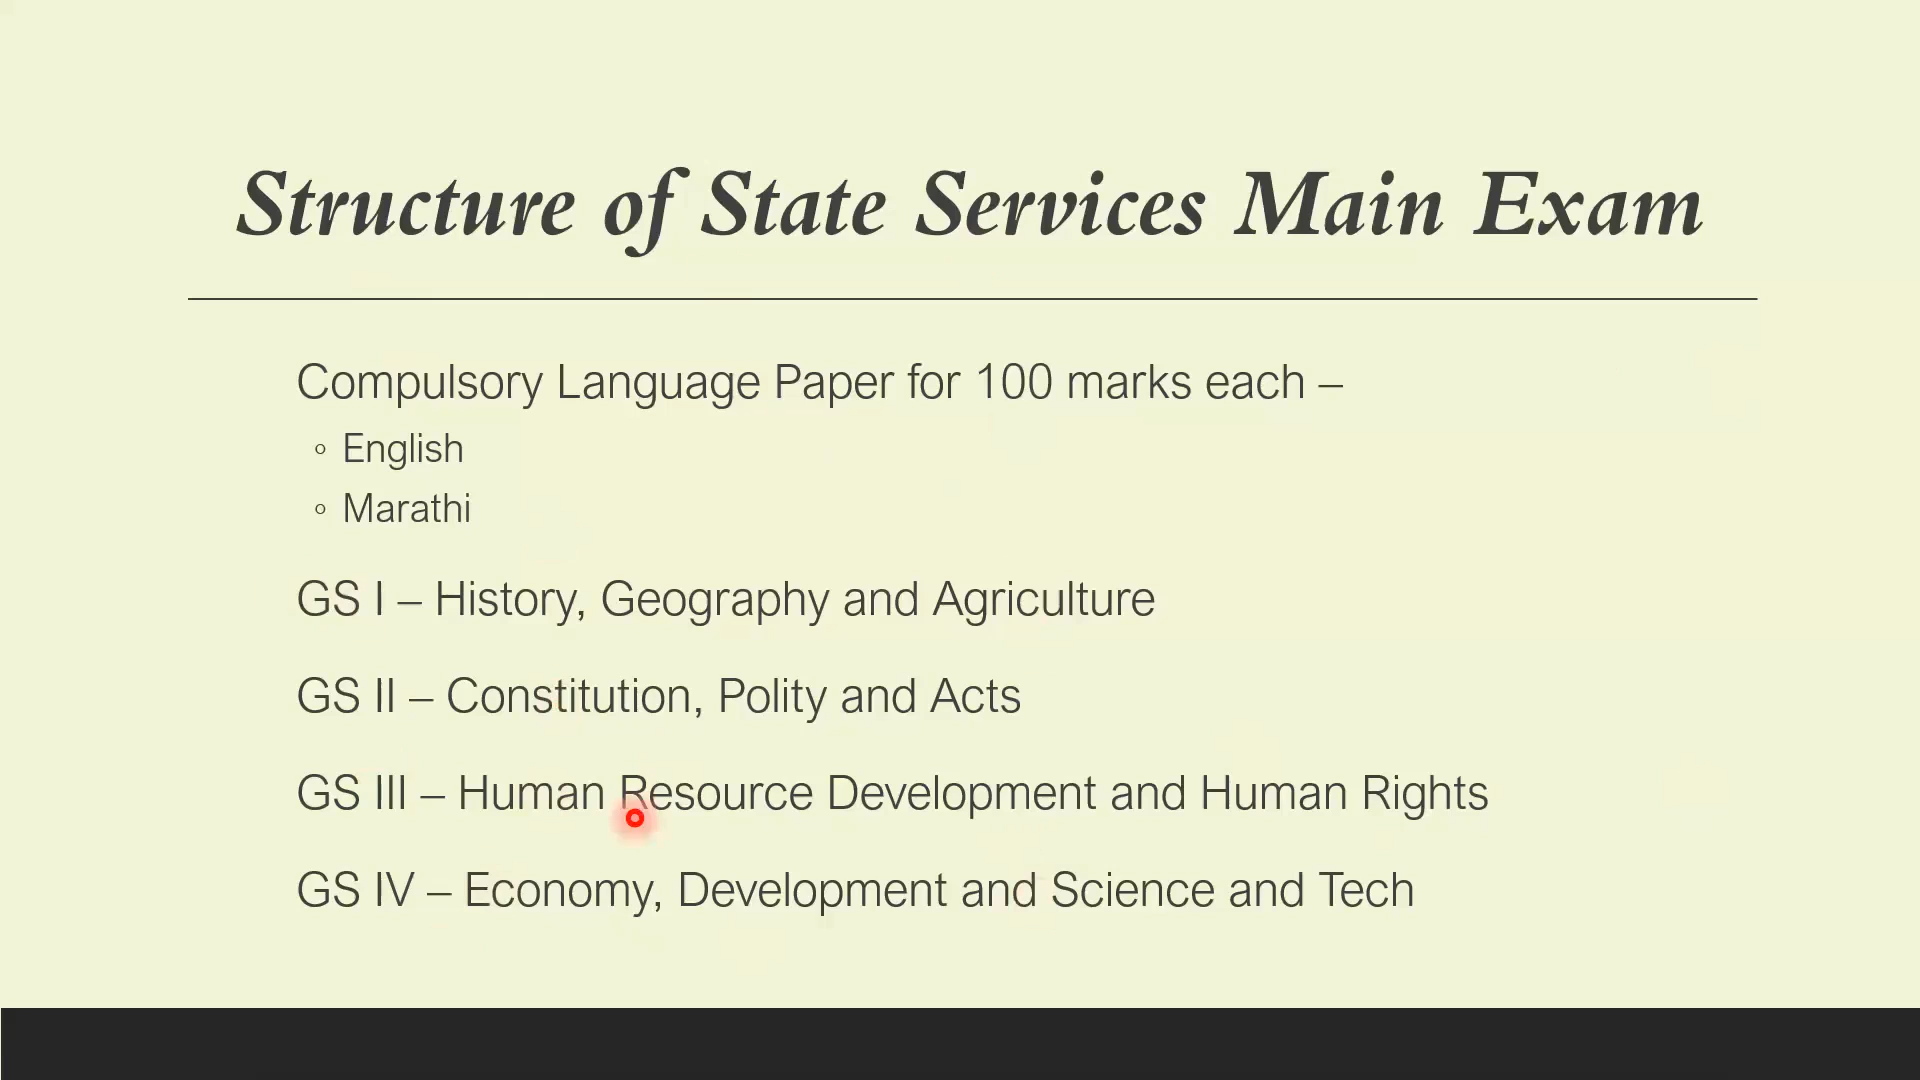 Structure of State Services Main Exam
Compulsory Language Paper for 100 marks each –
◦ English
◦ Marathi
GS I – History, Geography and Agriculture
GS II – Constitution, Polity and Acts
GS III – Human Resource Development and Human Rights
GS IV – Economy, Development and Science and Tech